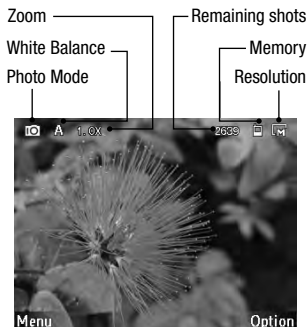 Zoom
Remaining shots
White Balance
Memory
Photo Mode
Resolution
A 1.0X 2639 M
Menu Option